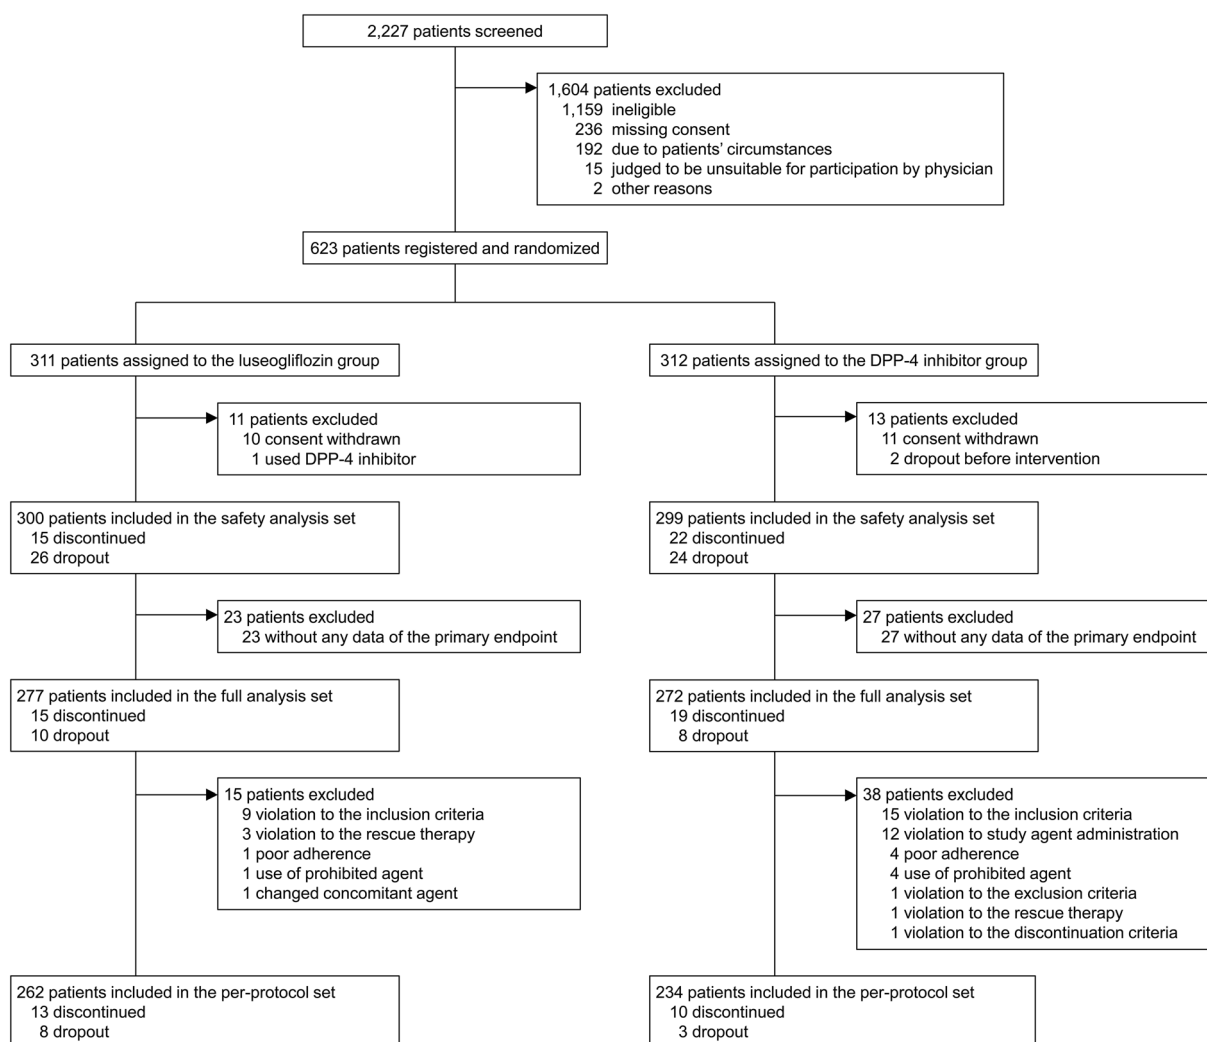 2,227 patients screened
1,604 patients excluded
1,159 ineligible
236 missing consent
192 due to patients’ circumstances
15 judged to be unsuitable for participation by physician
2 other reasons
623 patients registered and randomized
311 patients assigned to the luseogliflozin group
312 patients assigned to the DPP-4 inhibitor group
11 patients excluded
10 consent withdrawn
1 used DPP-4 inhibitor
13 patients excluded
11 consent withdrawn
2 dropout before intervention
300 patients included in the safety analysis set
15 discontinued
26 dropout
299 patients included in the safety analysis set
22 discontinued
24 dropout
23 patients excluded
23 without any data of the primary endpoint
27 patients excluded
27 without any data of the primary endpoint
277 patients included in the full analysis set
15 discontinued
10 dropout
272 patients included in the full analysis set
19 discontinued
8 dropout
15 patients excluded
9 violation to the inclusion criteria
3 violation to the rescue therapy
1 poor adherence
1 use of prohibited agent
1 changed concomitant agent
38 patients excluded
15 violation to the inclusion criteria
12 violation to study agent administration
4 poor adherence
4 use of prohibited agent
1 violation to the exclusion criteria
1 violation to the rescue therapy
1 violation to the discontinuation criteria
262 patients included in the per-protocol set
13 discontinued
8 dropout
234 patients included in the per-protocol set
10 discontinued
3 dropout